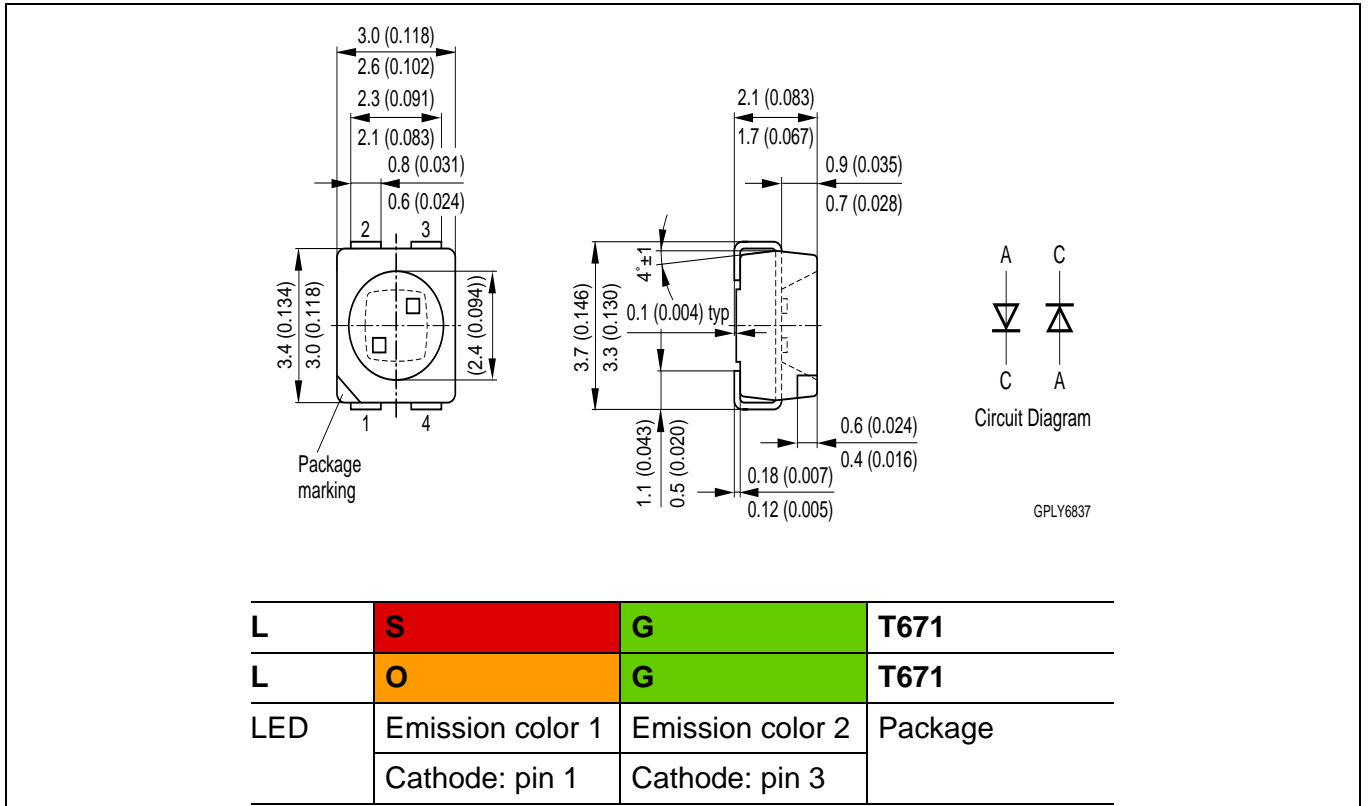 3.0 (0.118)
2.6 (0.102)
2.3 (0.091)
2.1 (0.083)
0.8 (0.031)
0.6 (0.024)
2 3
3.4 (0.134)
3.0 (0.118)
(2.4 (0.094))
1 4
Package
marking
2.1 (0.083)
1.7 (0.067)
0.9 (0.035)
0.7 (0.028)
4°±1
0.1 (0.004) typ
3.7 (0.146)
3.3 (0.130)
1.1 (0.043)
0.5 (0.020)
0.6 (0.024)
0.4 (0.016)
0.18 (0.007)
0.12 (0.005)
A C
C A
Circuit Diagram
GPLY6837
L S G T671
L O G T671
LED Emission color 1 Emission color 2 Package
Cathode: pin 1 Cathode: pin 3